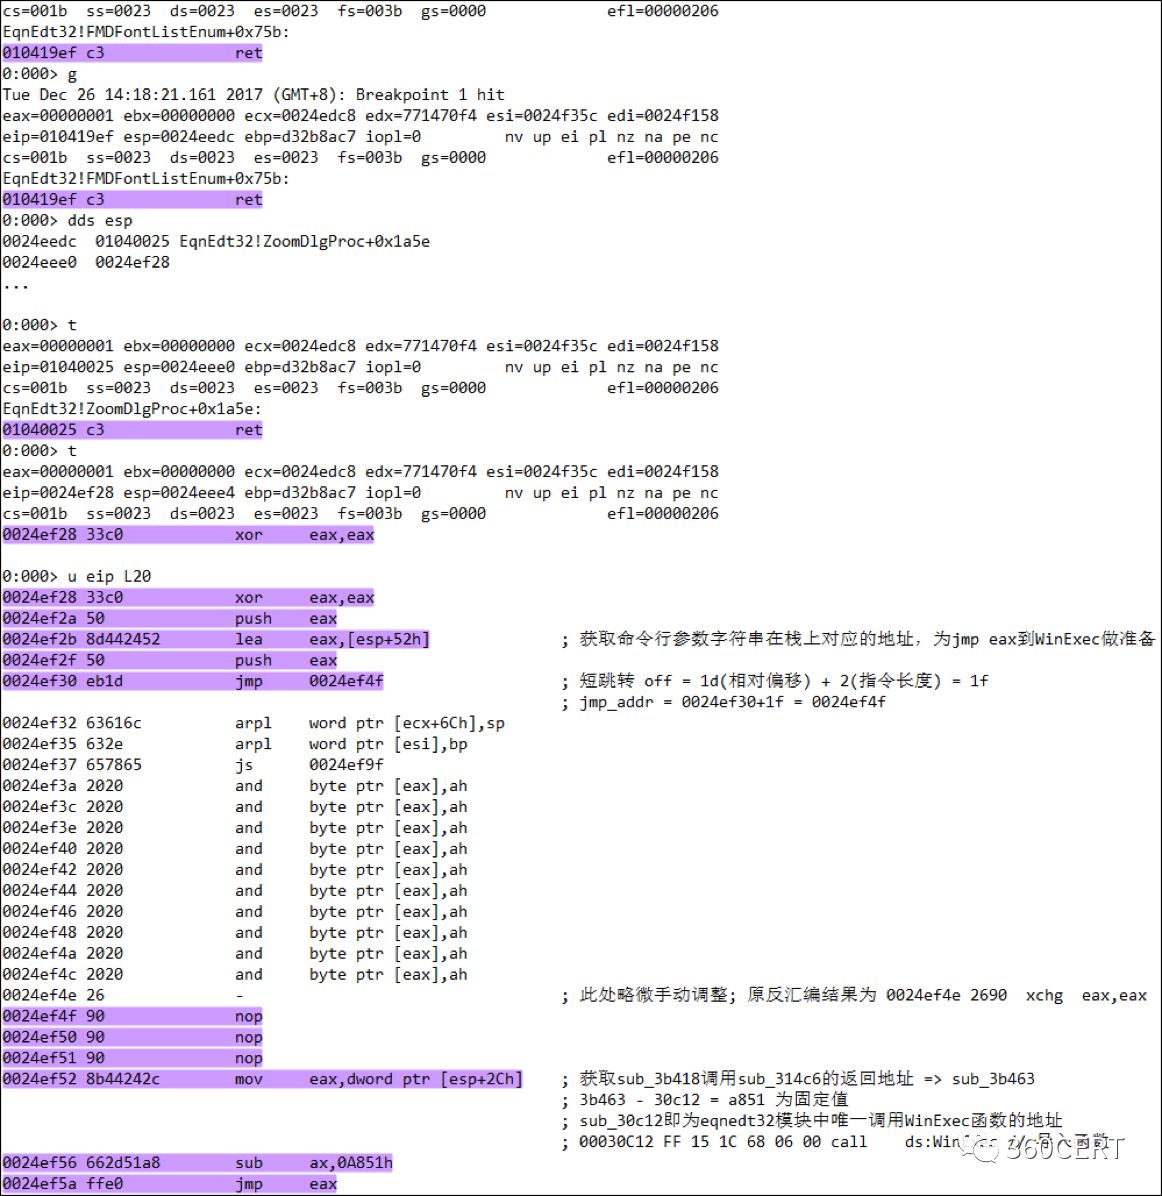 cs=001b  ss=0023  ds=0023  es=0023  fs=003b  gs=0000             efl=00000206
EqnEdt32!FMDFontListEnum+0x75b:
010419ef c3              ret
0:000> g
Tue Dec 26 14:18:21.161 2017 (GMT+8): Breakpoint 1 hit
eax=00000001 ebx=00000000 ecx=0024edc8 edx=771470f4 esi=0024f35c edi=0024f158
eip=010419ef esp=0024eedc ebp=d32b8ac7 iopl=0         nv up ei pl nz na pe nc
cs=001b  ss=0023  ds=0023  es=0023  fs=003b  gs=0000             efl=00000206
EqnEdt32!FMDFontListEnum+0x75b:
010419ef c3              ret
0:000> dds esp
0024eedc  01040025 EqnEdt32!ZoomDlgProc+0x1a5e
0024eee0  0024ef28
...
0:000> t
eax=00000001 ebx=00000000 ecx=0024edc8 edx=771470f4 esi=0024f35c edi=0024f158
eip=01040025 esp=0024eee0 ebp=d32b8ac7 iopl=0         nv up ei pl nz na pe nc
cs=001b  ss=0023  ds=0023  es=0023  fs=003b  gs=0000             efl=00000206
EqnEdt32!ZoomDlgProc+0x1a5e:
01040025 c3              ret
0:000> t
eax=00000001 ebx=00000000 ecx=0024edc8 edx=771470f4 esi=0024f35c edi=0024f158
eip=0024ef28 esp=0024eee4 ebp=d32b8ac7 iopl=0         nv up ei pl nz na pe nc
cs=001b  ss=0023  ds=0023  es=0023  fs=003b  gs=0000             efl=00000206
0024ef28 33c0            xor     eax,eax
0:000> u eip L20
0024ef28 33c0            xor     eax,eax
0024ef2a 50              push    eax
0024ef2b 8d442452        lea     eax,[esp+52h]              ; 获取命令行参数字符串在栈上对应的地址，为jmp eax到WinExec做准备
0024ef2f 50              push    eax
0024ef30 eb1d            jmp     0024ef4f                   ; 短跳转 off = 1d(相对偏移) + 2(指令长度) = 1f
; jmp_addr = 0024ef30+1f = 0024ef4f
0024ef32 63616c          arpl    word ptr [ecx+6Ch],sp
0024ef35 632e            arpl    word ptr [esi],bp
0024ef37 657865          js      0024ef9f
0024ef3a 2020            and     byte ptr [eax],ah
0024ef3c 2020            and     byte ptr [eax],ah
0024ef3e 2020            and     byte ptr [eax],ah
0024ef40 2020            and     byte ptr [eax],ah
0024ef42 2020            and     byte ptr [eax],ah
0024ef44 2020            and     byte ptr [eax],ah
0024ef46 2020            and     byte ptr [eax],ah
0024ef48 2020            and     byte ptr [eax],ah
0024ef4a 2020            and     byte ptr [eax],ah
0024ef4c 2020            and     byte ptr [eax],ah
0024ef4e 26              -                                  ; 此处略微手动调整; 原反汇编结果为 0024ef4e 2690  xchg  eax,eax
0024ef4f 90              nop
0024ef50 90              nop
0024ef51 90              nop
0024ef52 8b44242c        mov     eax,dword ptr [esp+2Ch]    ; 获取sub_3b418调用sub_314c6的返回地址 => sub_3b463
; 3b463 - 30c12 = a851 为固定值
; sub_30c12即为eqnedt32模块中唯一调用WinExec函数的地址
; 00030C12 FF 15 1C 68 06 00 call    ds:Win
360CERT
0024ef56 662d51a8        sub     ax,0A851h
0024ef5a ffe0            jmp     eax